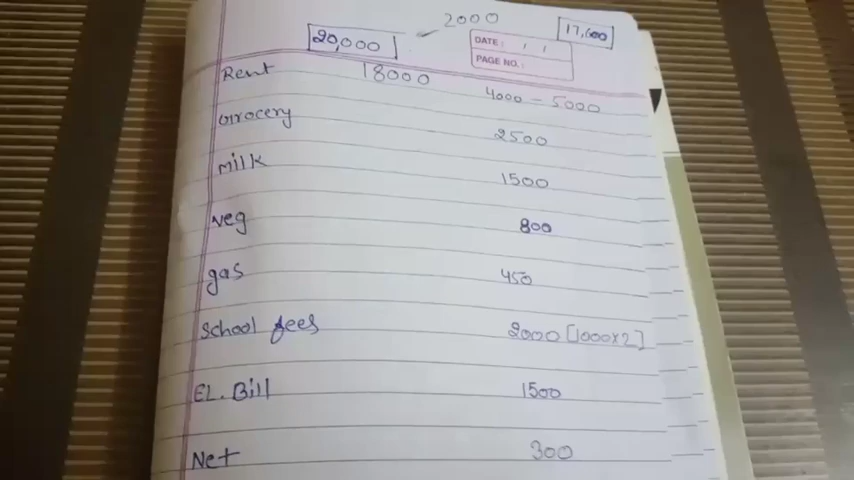 20,000 - 2000 17,600
DATE: / /
PAGE NO.:
18000
Rent 4000 - 5000
Grocery 2500
Milk 1500
Veg 800
gas 450
School fees 2000 [1000x2]
EL. Bill 1500
Net 300